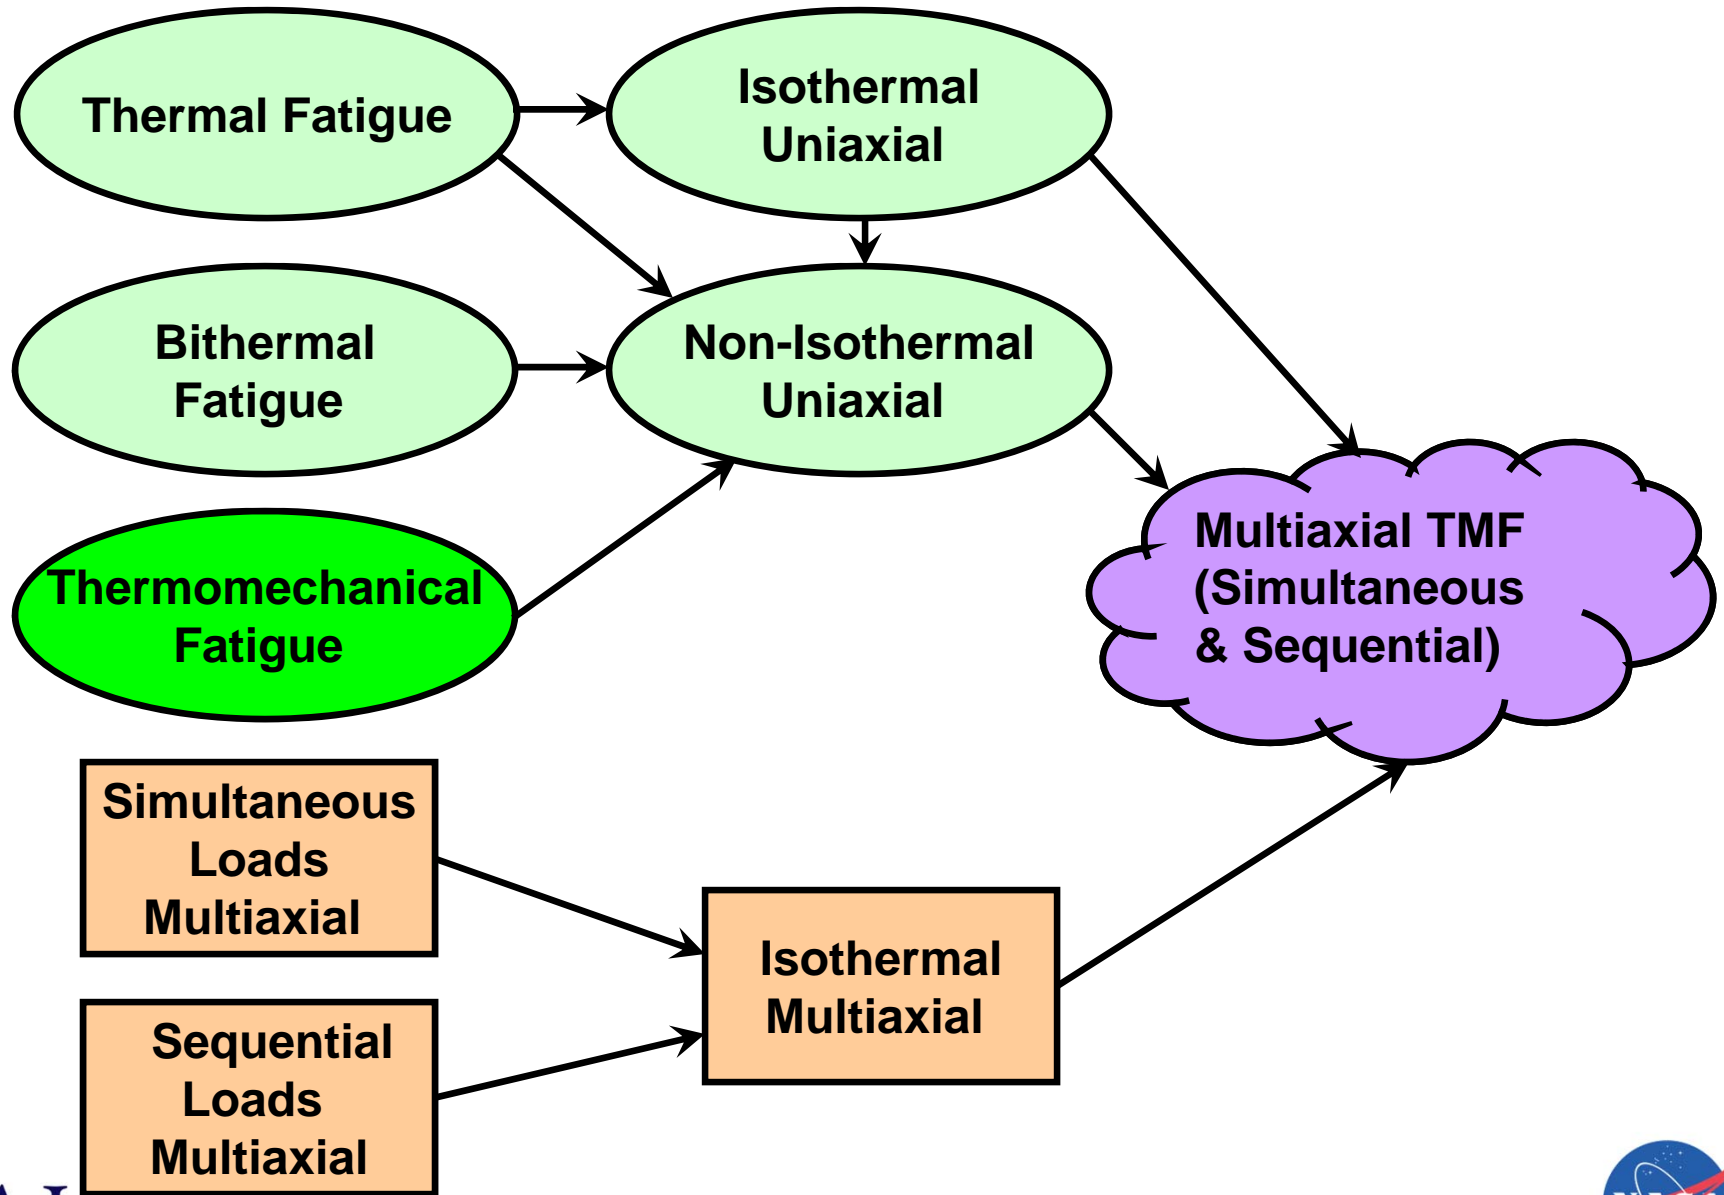 Thermal Fatigue
Isothermal
Uniaxial
Bithermal
Fatigue
Non-Isothermal
Uniaxial
Thermomechanical
Fatigue
Multiaxial TMF
(Simultaneous
& Sequential)
Simultaneous
Loads
Multiaxial
Isothermal
Multiaxial
Sequential
Loads
Multiaxial